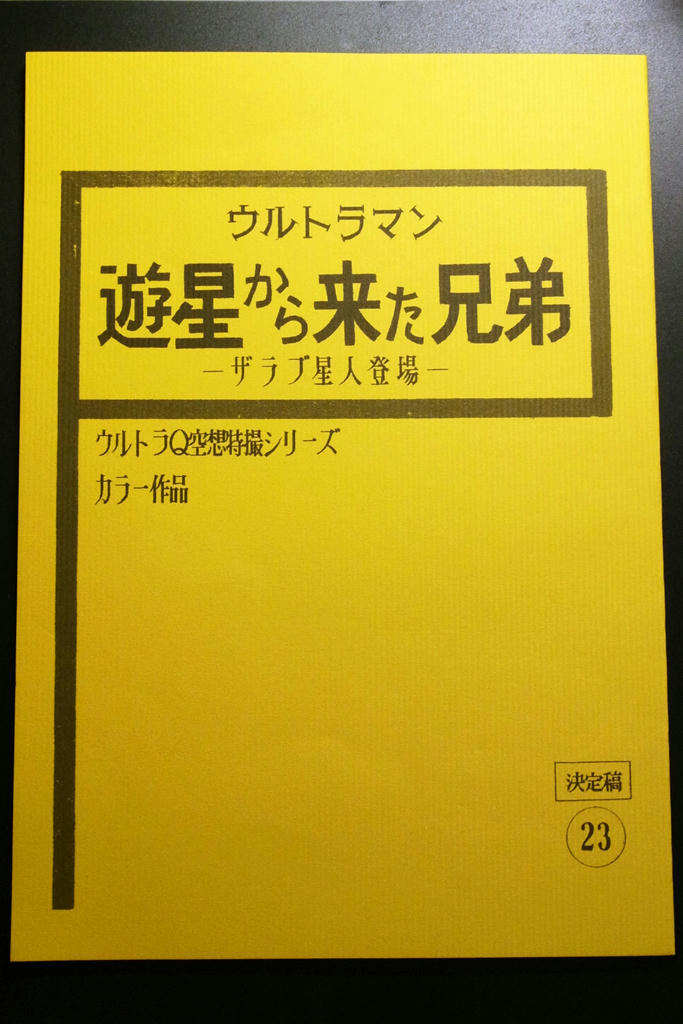 ウルトラマン
遊星から来た兄弟
―ザラブ星人登場―
ウルトラQ空想特撮シリーズ
カラー作品
決定稿
23